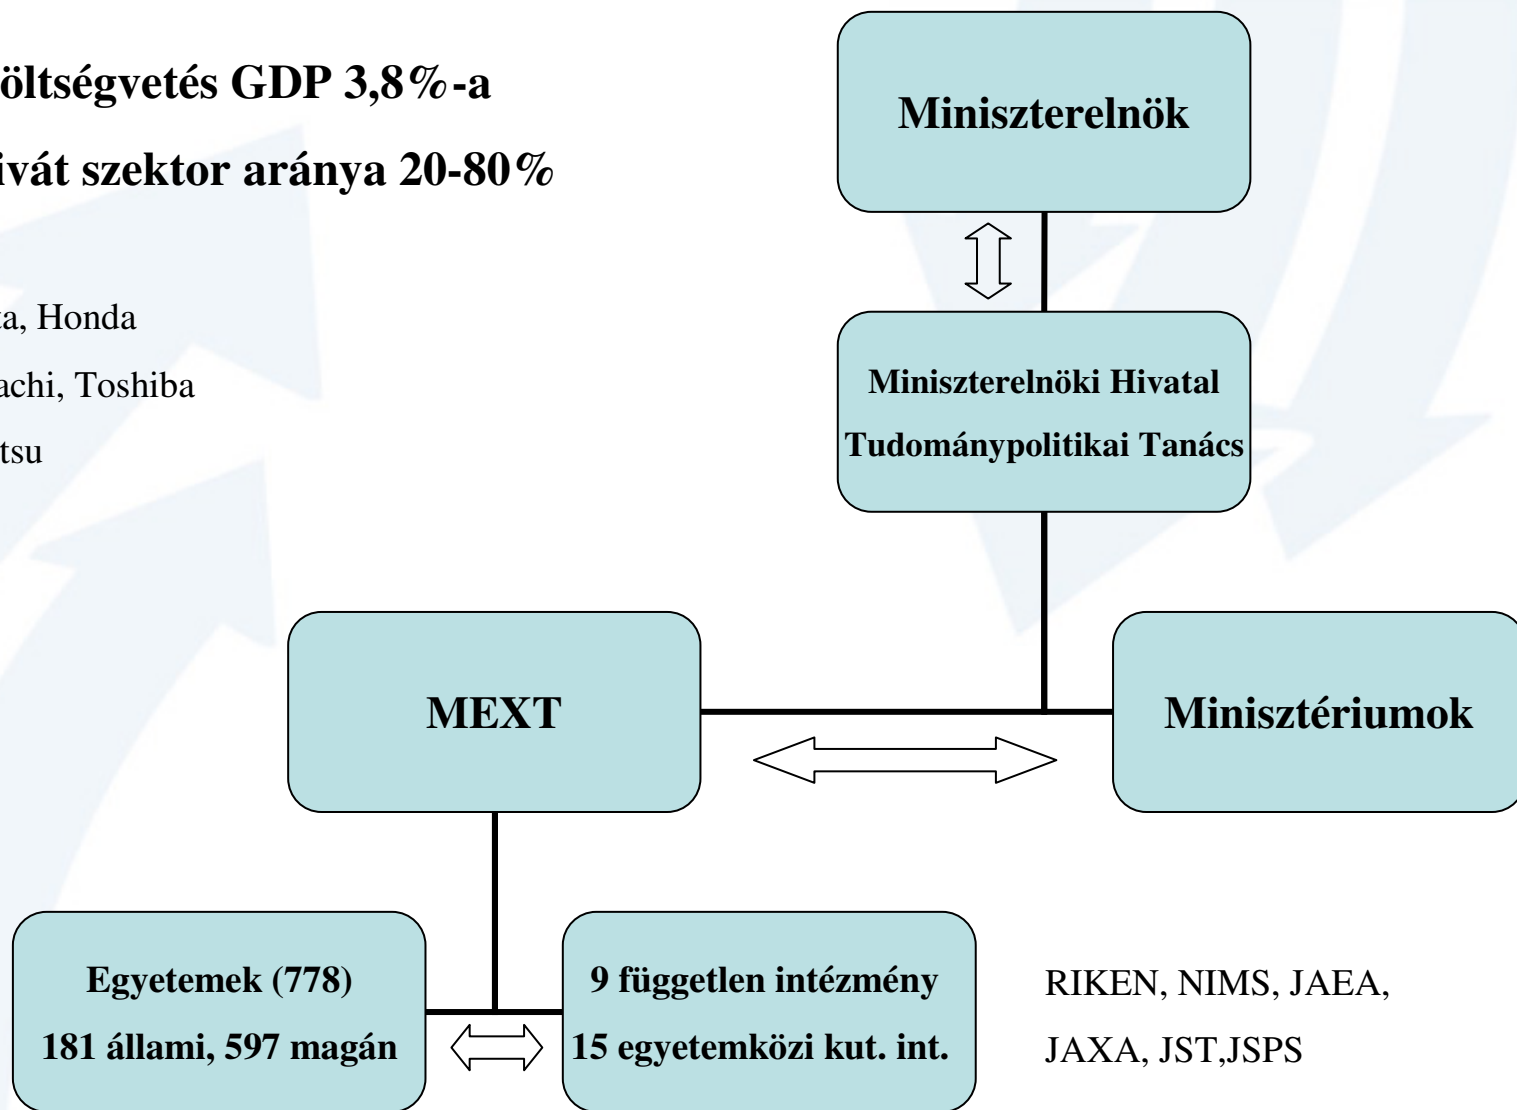 öltségvetés GDP 3,8%-a
ivát szektor aránya 20-80%
ta, Honda
achi, Toshiba
tsu
Miniszterelnök
Miniszterelnöki Hivatal
Tudománypolitikai Tanács
MEXT
Minisztériumok
Egyetemek (778)
181 állami, 597 magán
9 független intézmény
15 egyetemközi kut. int.
RIKEN, NIMS, JAEA,
JAXA, JST,JSPS